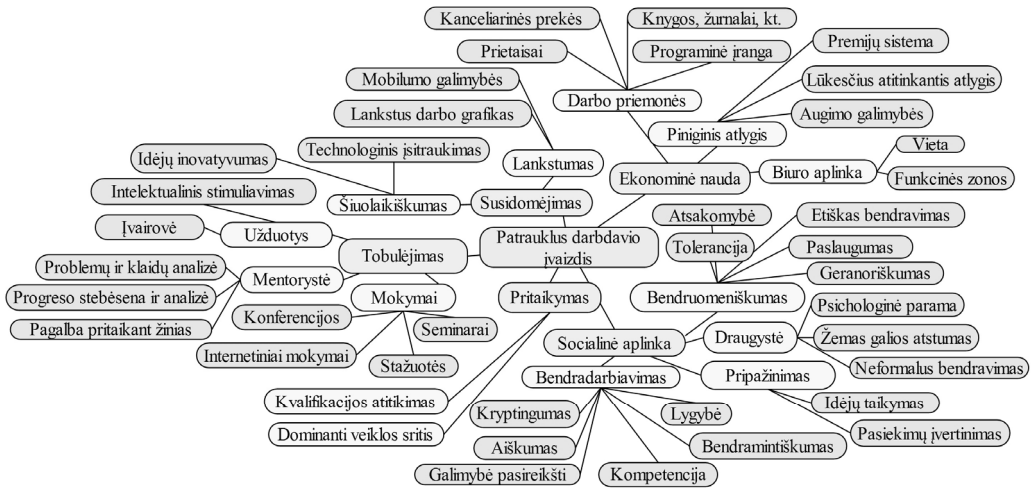 Kanceliarinės prekės
Knygos, žurnalai, kt.
Prietaisai
Programinė įranga
Premijų sistema
Mobilumo galimybės
Lūkesčius atitinkantis atlygis
Darbo priemonės
Lankstus darbo grafikas
Augimo galimybės
Piniginis atlygis
Technologinis įsitraukimas
Vieta
Idėjų inovatyvumas
Lankstumas
Biuro aplinka
Ekonominė nauda
Funkcinės zonos
Intelektualinis stimuliavimas
Šiuolaikiškumas
Susidomėjimas
Atsakomybė
Etiškas bendravimas
Įvairovė
Užduotys
Patrauklus darbdavio
įvaizdis
Tolerancija
Paslaugumas
Tobulėjimas
Problemų ir klaidų analizė
Geranoriškumas
Mentorystė
Progreso stebėsena ir analizė
Mokymai
Pritaikymas
Bendruomeniškumas
Psichologinė parama
Konferencijos
Pagalba pritaikant žinias
Seminarai
Draugystė
Žemas galios atstumas
Socialinė aplinka
Internetiniai mokymai
Stažuotės
Neformalus bendravimas
Bendradarbiavimas
Pripažinimas
Kvalifikacijos atitikimas
Idėjų taikymas
Kryptingumas
Lygybė
Dominanti veiklos sritis
Pasiekimų įvertinimas
Aiškumas
Bendramintiškumas
Galimybė pasireikšti
Kompetencija